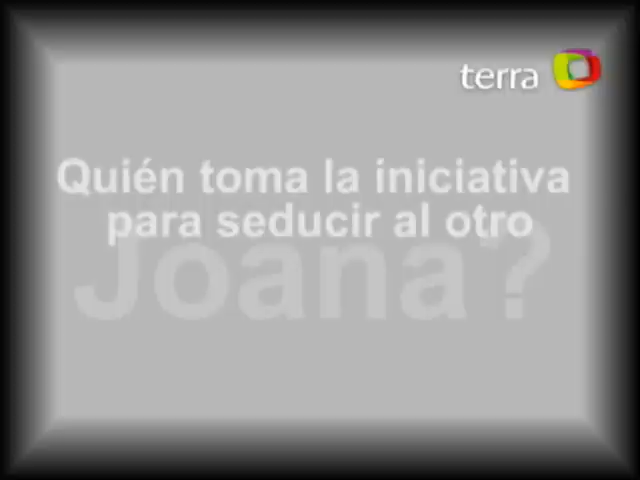 terra
Quién toma la iniciativa
para seducir al otro
Joana?